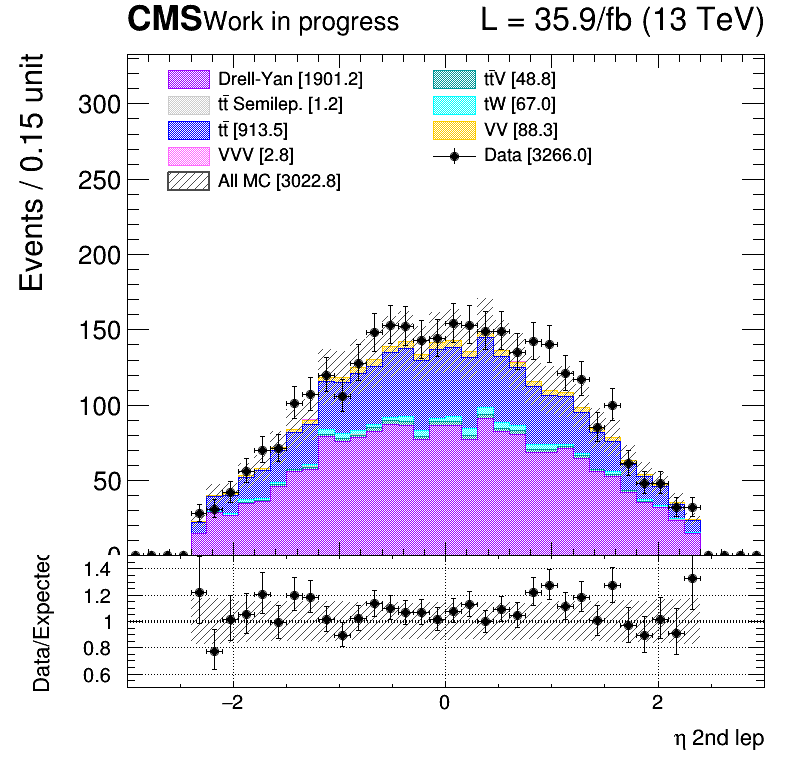 CMS Work in progress L = 35.9/fb (13 TeV)
Events / 0.15 unit
300
250
200
150
100
50
0
Drell-Yan [1901.2]
tt̄ Semilep. [1.2]
tt̄ [913.5]
VVV [2.8]
All MC [3022.8]
tt̄V [48.8]
tW [67.0]
VV [88.3]
Data [3266.0]
Data/Expected
1.4
1.2
1
0.8
0.6
−2 0 2
η 2nd lep